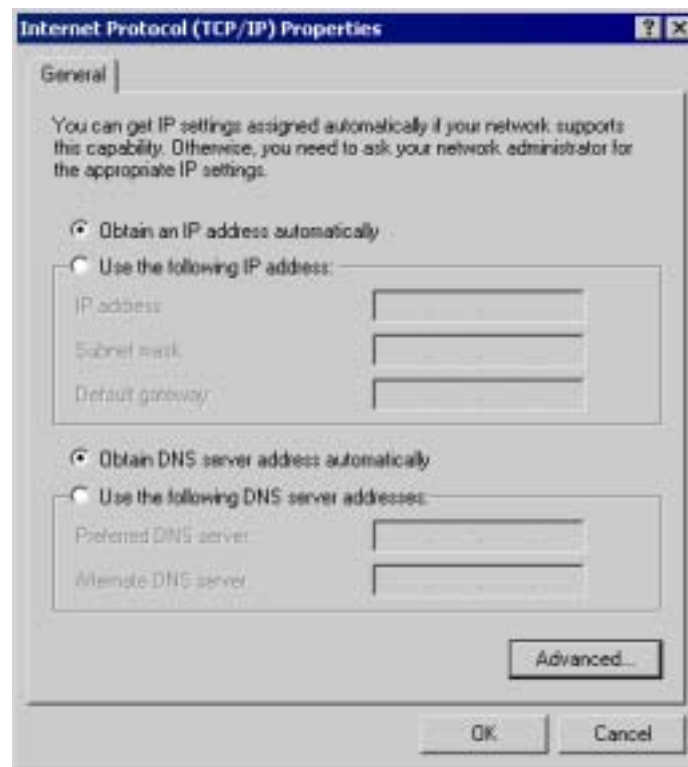 Internet Protocol (TCP/IP) Properties
General
You can get IP settings assigned automatically if your network supports
this capability. Otherwise, you need to ask your network administrator for
the appropriate IP settings.
Obtain an IP address automatically
Use the following IP address:
IP address
Subnet mask
Default gateway
Obtain DNS server address automatically
Use the following DNS server addresses:
Preferred DNS server
Alternate DNS server
Advanced...
OK
Cancel